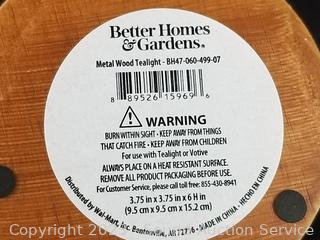 Better Homes
& Gardens®
Metal Wood Tealight - BH47-060-499-07
8 89526 15969 6
WARNING
BURN WITHIN SIGHT • KEEP AWAY FROM THINGS
THAT CATCH FIRE • KEEP AWAY FROM CHILDREN
For use with Tealight or Votive
ALWAYS PLACE ON A HEAT RESISTANT SURFACE.
REMOVE ALL PRODUCT PACKAGING BEFORE USE.
For Customer Service, please call toll free: 855-430-8941
3.75 in x 3.75 in x 6 H in
(9.5 cm x 9.5 cm x 15.2 cm)
Distributed by Wal-Mart, Inc. Bentonville, AR 72716 • MADE IN CHINA • HECHO EN CHINA
Copyright